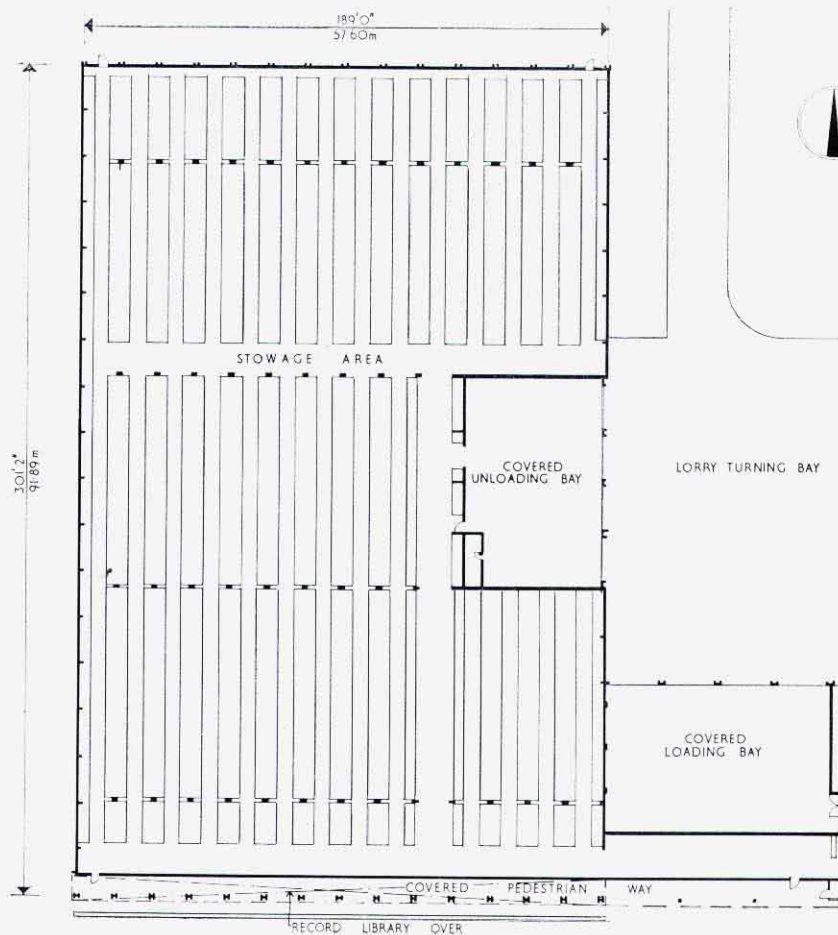 189'0"
57·60m
301'2"
91·89m
STOWAGE AREA
COVERED
UNLOADING BAY
LORRY TURNING BAY
COVERED
LOADING BAY
COVERED PEDESTRIAN WAY
RECORD LIBRARY OVER